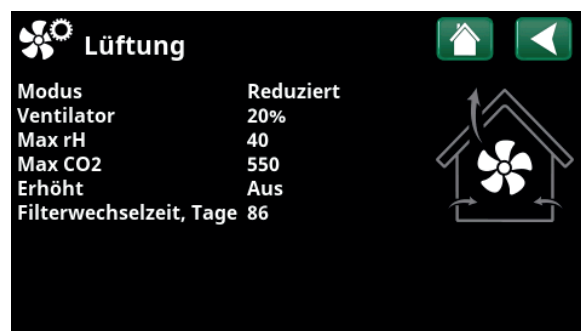 Lüftung
Modus Reduziert
Ventilator 20%
Max rH 40
Max CO2 550
Erhöht Aus
Filterwechselzeit, Tage 86